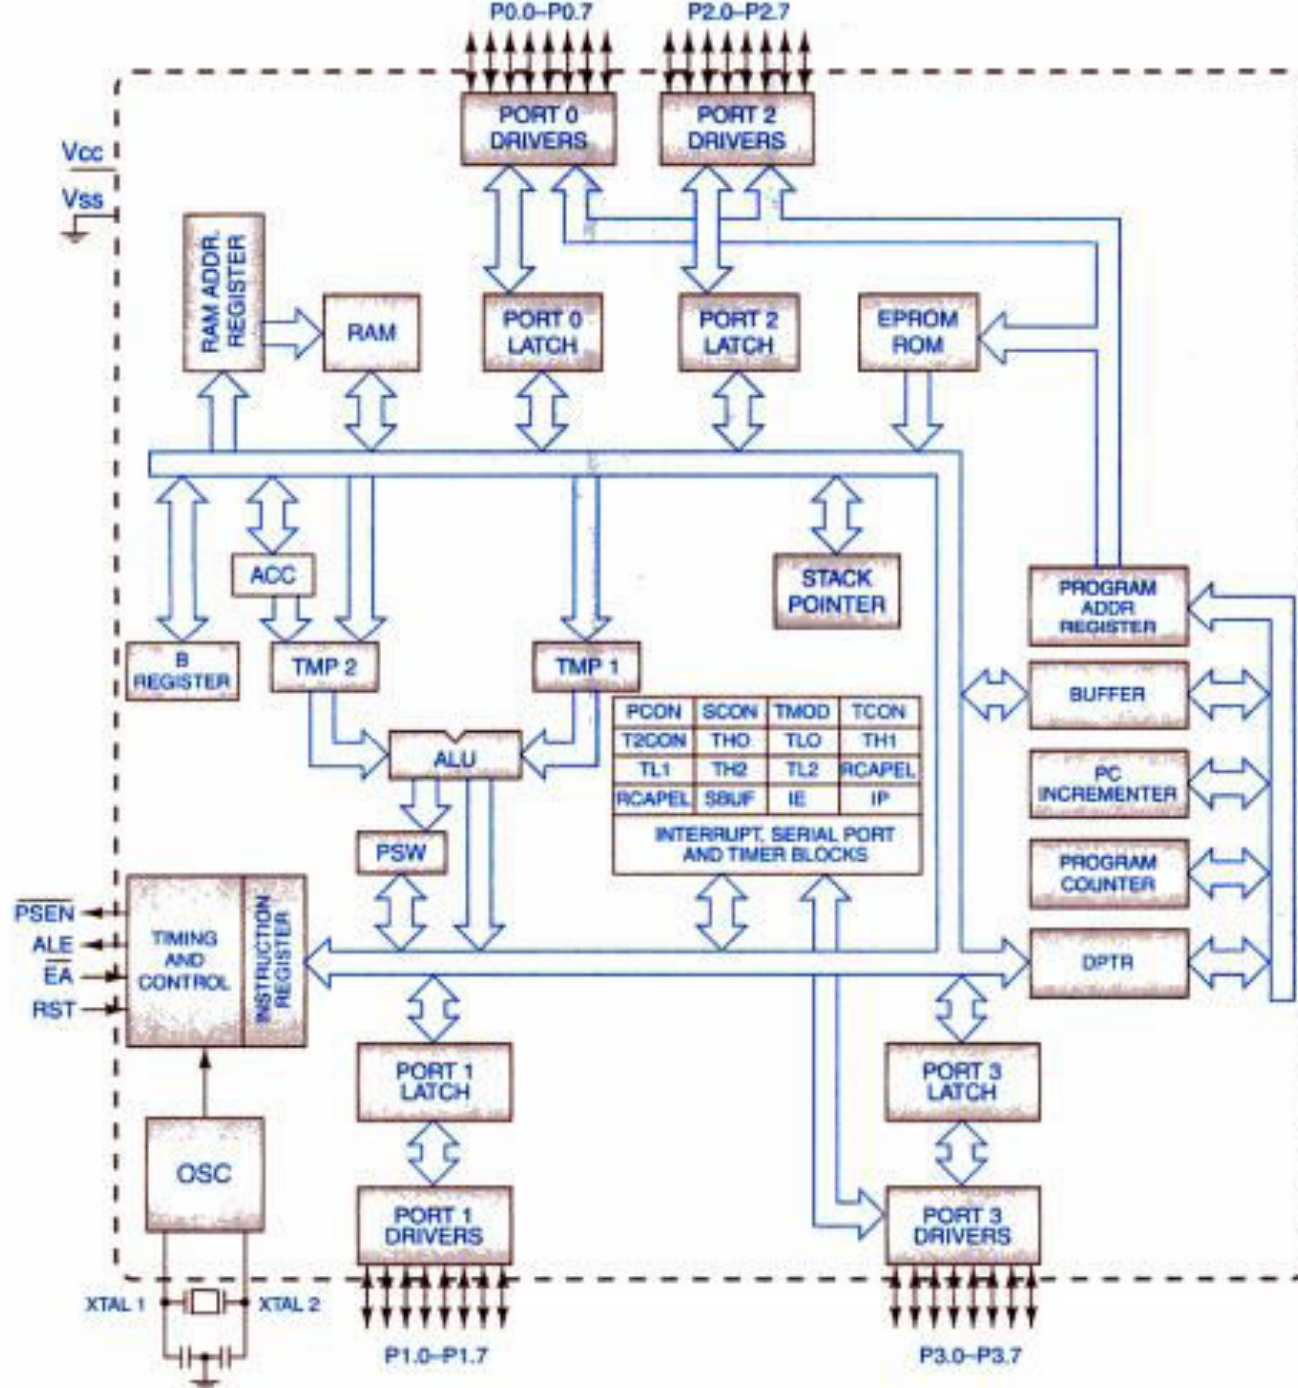 P0.0–P0.7
P2.0–P2.7
PORT 0
DRIVERS
PORT 2
DRIVERS
Vcc
Vss
RAM ADDR.
REGISTER
RAM
PORT 0
LATCH
PORT 2
LATCH
EPROM
ROM
ACC
STACK
POINTER
PROGRAM
ADDR
REGISTER
B
REGISTER
TMP 2
TMP 1
BUFFER
PCON SCON TMOD TCON
T2CON THO TLO TH1
TL1 TH2 TL2 RCAPEL
RCAPEL SBUF IE IP
INTERRUPT, SERIAL PORT
AND TIMER BLOCKS
ALU
PC
INCREMENTER
PSW
PROGRAM
COUNTER
PSEN
ALE
EA
RST
TIMING
AND
CONTROL
INSTRUCTION
REGISTER
DPTR
PORT 1
LATCH
PORT 3
LATCH
OSC
PORT 1
DRIVERS
PORT 3
DRIVERS
XTAL 1
XTAL 2
P1.0–P1.7
P3.0–P3.7